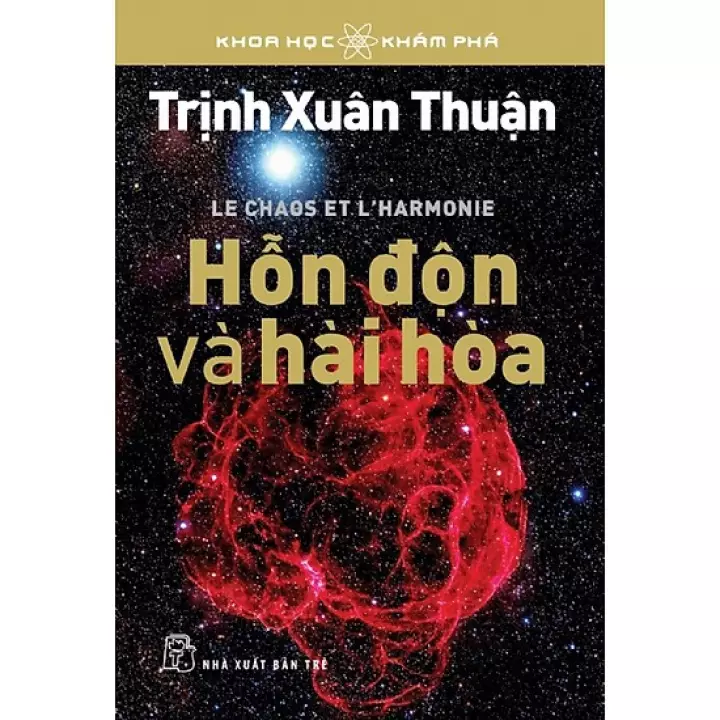 KHOA HỌC KHÁM PHÁ
Trịnh Xuân Thuận
LE CHAOS ET L'HARMONIE
Hỗn độn
và hài hòa
NHÀ XUẤT BẢN TRẺ